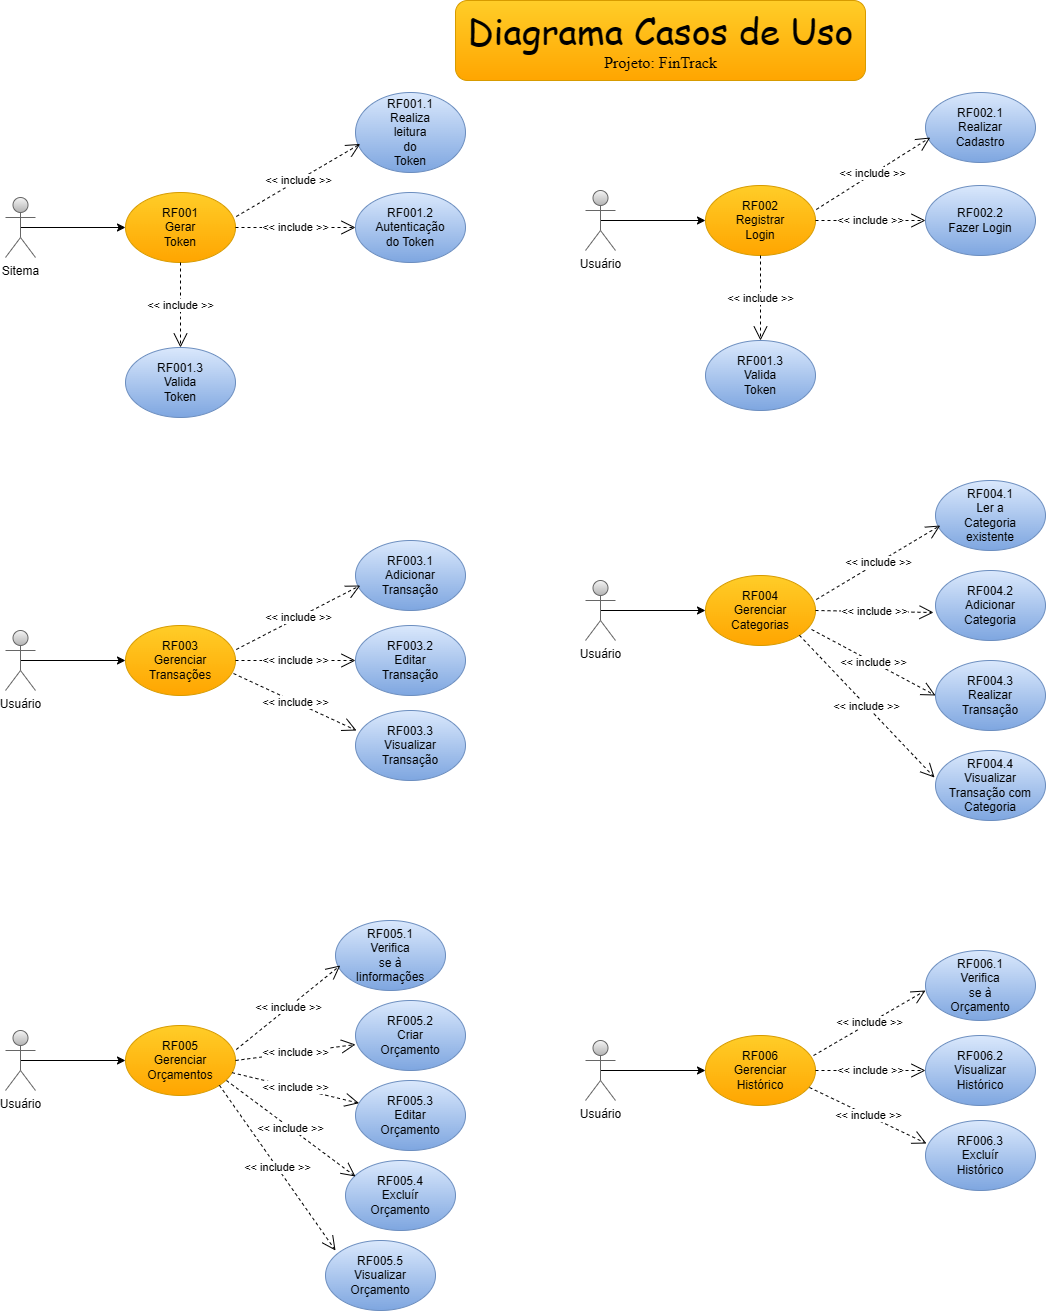 Diagrama Casos de Uso
Projeto: FinTrack
RF001.1
Realiza
leitura
do
Token
<< include >>
RF001
Gerar
Token
<< include >>
RF001.2
Autenticação
do Token
Sitema
<< include >>
RF001.3
Valida
Token
RF002.1
Realizar
Cadastro
<< include >>
RF002
Registrar
Login
<< include >>
RF002.2
Fazer Login
Usuário
<< include >>
RF001.3
Valida
Token
RF003.1
Adicionar
Transação
<< include >>
RF003
Gerenciar
Transações
<< include >>
RF003.2
Editar
Transação
Usuário
<< include >>
RF003.3
Visualizar
Transação
RF004.1
Ler a
Categoria
existente
<< include >>
RF004
Gerenciar
Categorias
<< include >>
RF004.2
Adicionar
Categoria
Usuário
<< include >>
RF004.3
Realizar
Transação
<< include >>
RF004.4
Visualizar
Transação com
Categoria
RF005.1
Verifica
se à
Iinformações
<< include >>
RF005
Gerenciar
Orçamentos
<< include >>
RF005.2
Criar
Orçamento
Usuário
<< include >>
RF005.3
Editar
Orçamento
<< include >>
RF005.4
Excluír
Orçamento
<< include >>
RF005.5
Visualizar
Orçamento
RF006.1
Verifica
se á
Orçamento
<< include >>
RF006
Gerenciar
Histórico
<< include >>
RF006.2
Visualizar
Histórico
Usuário
<< include >>
RF006.3
Excluír
Histórico